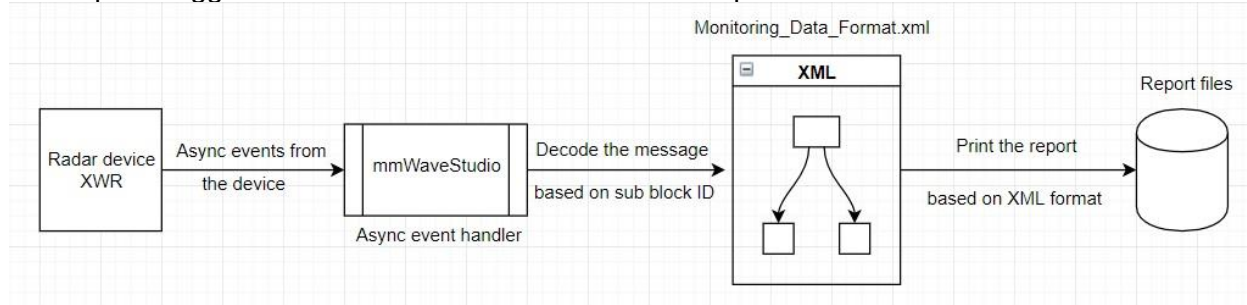 Monitoring_Data_Format.xml
XML
Report files
Radar device
XWR
Async events from
the device
mmWaveStudio
Async event handler
Decode the message
based on sub block ID
Print the report
based on XML format